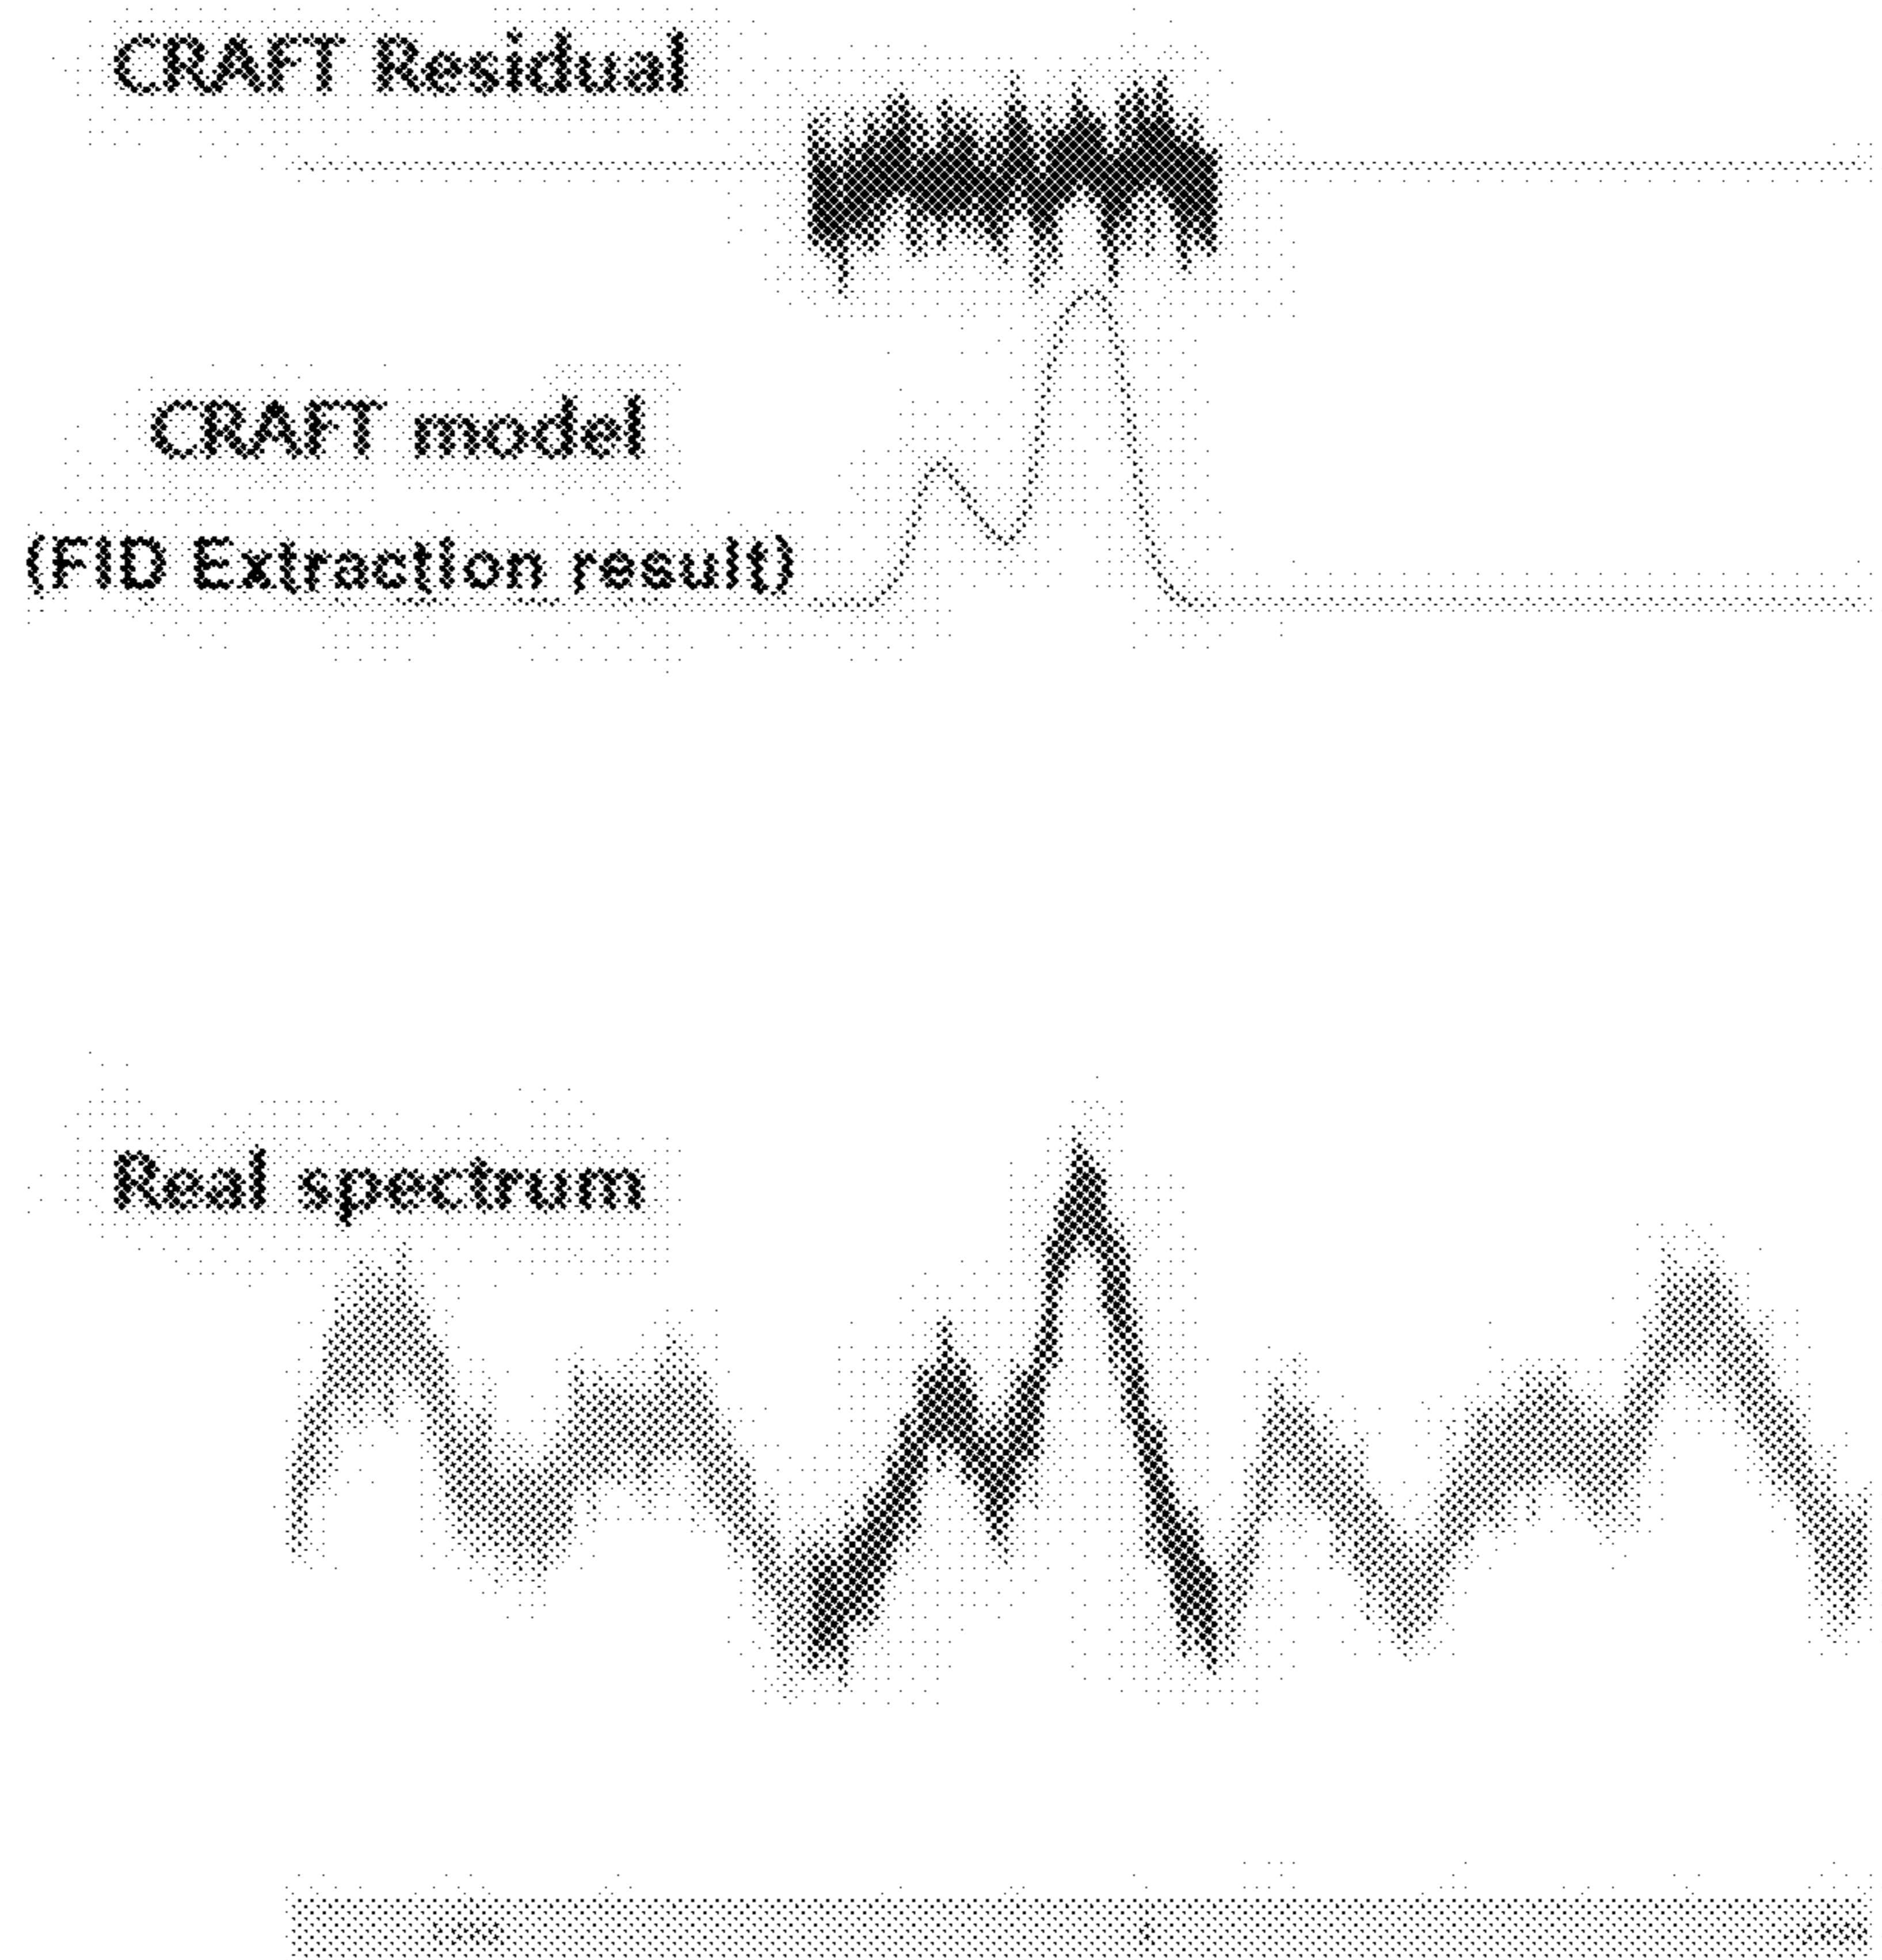 CRAFT Residual
CRAFT model
(FID Extraction result)
Real spectrum